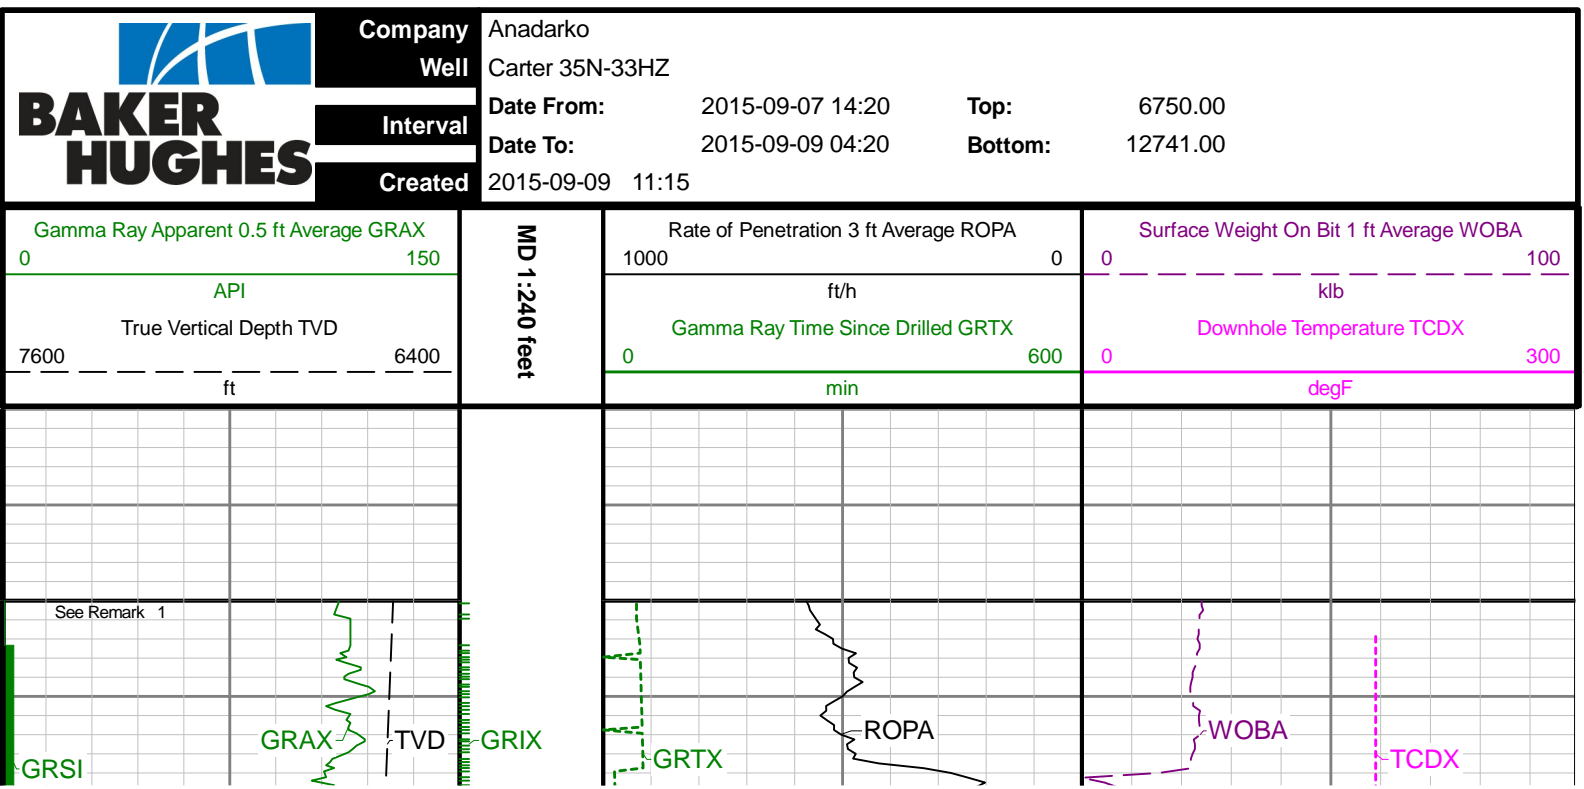 BAKER
HUGHES
Company Anadarko
Well Carter 35N-33HZ
Interval
Date From: 2015-09-07 14:20 Top: 6750.00
Date To: 2015-09-09 04:20 Bottom: 12741.00
Created 2015-09-09 11:15
Gamma Ray Apparent 0.5 ft Average GRAX
0 150
API
True Vertical Depth TVD
7600 6400
ft
MD 1:240 feet
Rate of Penetration 3 ft Average ROPA
1000 0
ft/h
Gamma Ray Time Since Drilled GRTX
0 600
min
Surface Weight On Bit 1 ft Average WOBA
0 100
klb
Downhole Temperature TCDX
0 300
degF
See Remark 1
GRAX TVD GRIX
GRSI
ROPA
GRTX
WOBA
TCDX